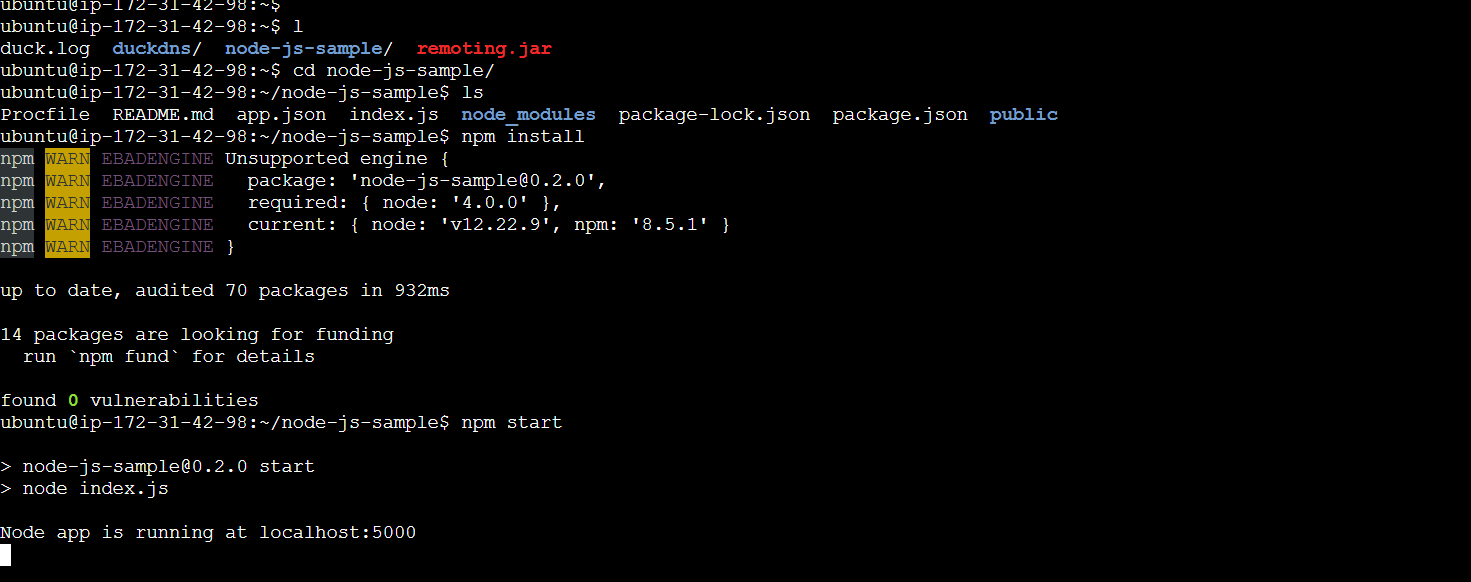 ubuntu@ip-172-31-42-98:~$
ubuntu@ip-172-31-42-98:~$ l
duck.log  duckdns/  node-js-sample/  remoting.jar
ubuntu@ip-172-31-42-98:~$ cd node-js-sample/
ubuntu@ip-172-31-42-98:~/node-js-sample$ ls
Procfile  README.md  app.json  index.js  node_modules  package-lock.json  package.json  public
ubuntu@ip-172-31-42-98:~/node-js-sample$ npm install
npm WARN EBADENGINE Unsupported engine {
npm WARN EBADENGINE   package: 'node-js-sample@0.2.0',
npm WARN EBADENGINE   required: { node: '4.0.0' },
npm WARN EBADENGINE   current: { node: 'v12.22.9', npm: '8.5.1' }
npm WARN EBADENGINE }
up to date, audited 70 packages in 932ms
14 packages are looking for funding
  run `npm fund` for details
found 0 vulnerabilities
ubuntu@ip-172-31-42-98:~/node-js-sample$ npm start
> node-js-sample@0.2.0 start
> node index.js
Node app is running at localhost:5000